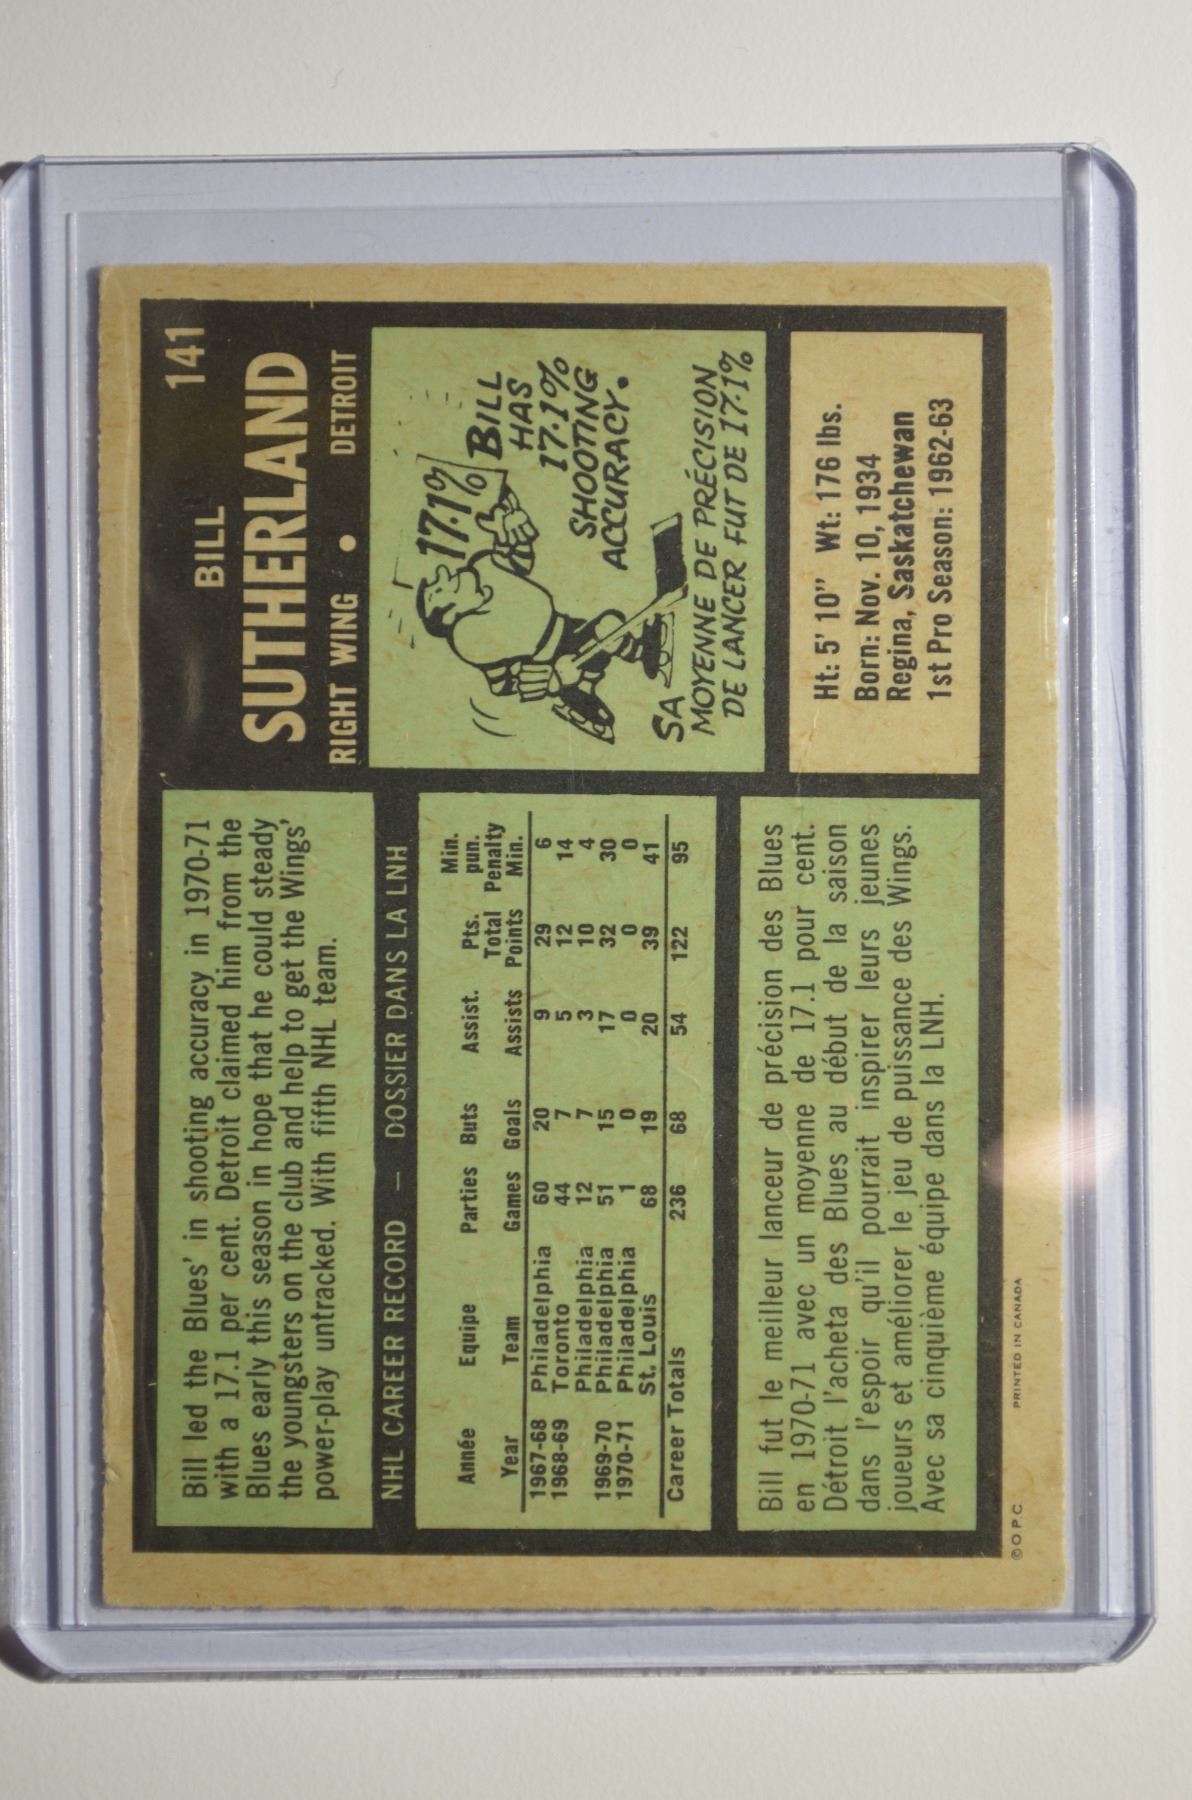 141
BILL
SUTHERLAND
RIGHT WING • DETROIT
Bill led the Blues' in shooting accuracy in 1970-71
with a 17.1 per cent. Detroit claimed him from the
Blues early this season in hope that he could steady
the youngsters on the club and help to get the Wings'
power-play untracked. With fifth NHL team.
17.1%
BILL
HAS
17.1%
SHOOTING
ACCURACY.
SA
MOYENNE DE PRÉCISION
DE LANCER FUT DE 17.1%
NHL CAREER RECORD — DOSSIER DANS LA LNH
Année Equipe Parties Buts Assist. Pts. Min. pun.
Year Team Games Goals Assists Total Points Penalty Min.
1967-68 Philadelphia 60 20 9 29 6
1968-69 Toronto 44 7 5 12 14
Philadelphia 12 7 3 10 4
1969-70 Philadelphia 51 15 17 32 30
1970-71 Philadelphia 1 0 0 0 0
St. Louis 68 19 20 39 41
Career Totals 236 68 54 122 95
Ht: 5' 10" Wt: 176 lbs.
Born: Nov. 10, 1934
Regina, Saskatchewan
1st Pro Season: 1962-63
Bill fut le meilleur lanceur de précision des Blues
en 1970-71 avec un moyenne de 17.1 pour cent.
Détroit l'acheta des Blues au début de la saison
dans l'espoir qu'il pourrait inspirer leurs jeunes
joueurs et améliorer le jeu de puissance des Wings.
Avec sa cinquième équipe dans la LNH.
© O P C. PRINTED IN CANADA